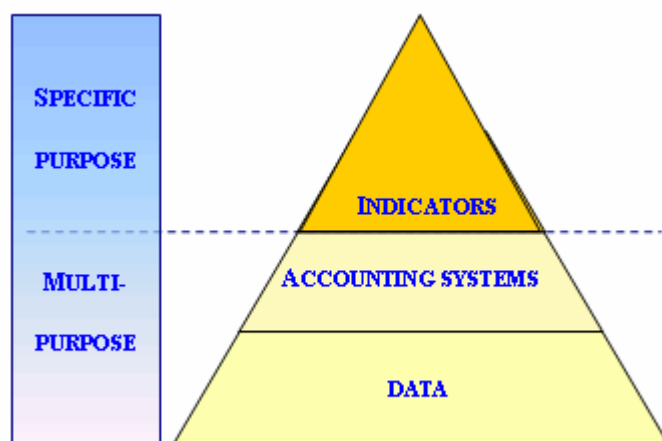 SPECIFIC
PURPOSE
MULTI-
PURPOSE
INDICATORS
ACCOUNTING SYSTEMS
DATA